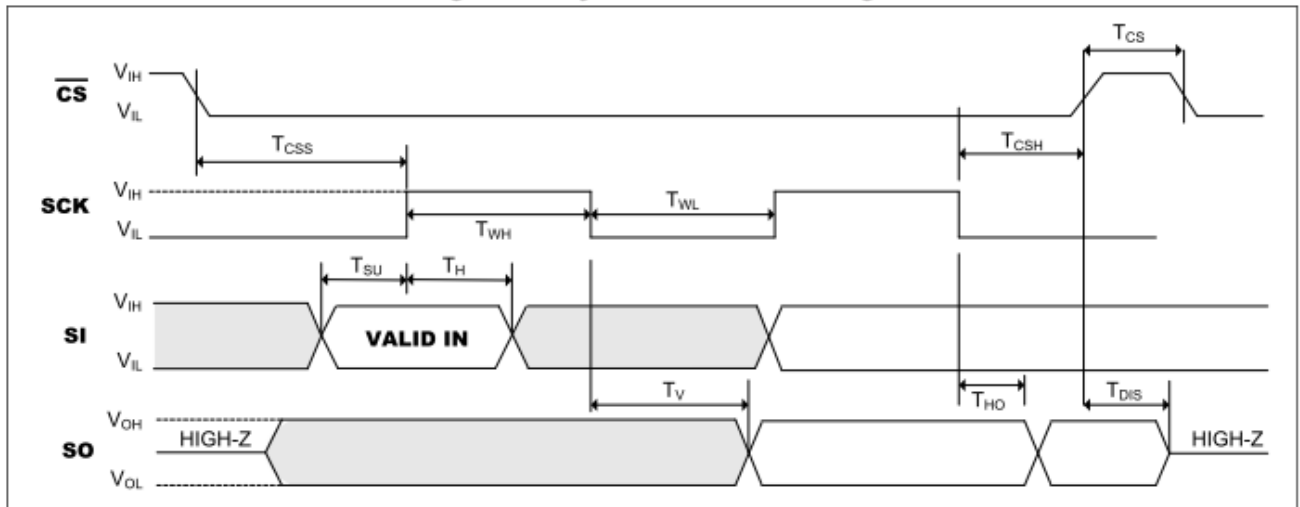 T_CS
V_IH
CS
V_IL
T_CSS
T_CSH
V_IH
SCK
T_WL
V_IL
T_WH
T_SU
T_H
V_IH
SI
VALID IN
V_IL
T_V
T_HO
T_DIS
V_OH
HIGH-Z
HIGH-Z
SO
V_OL